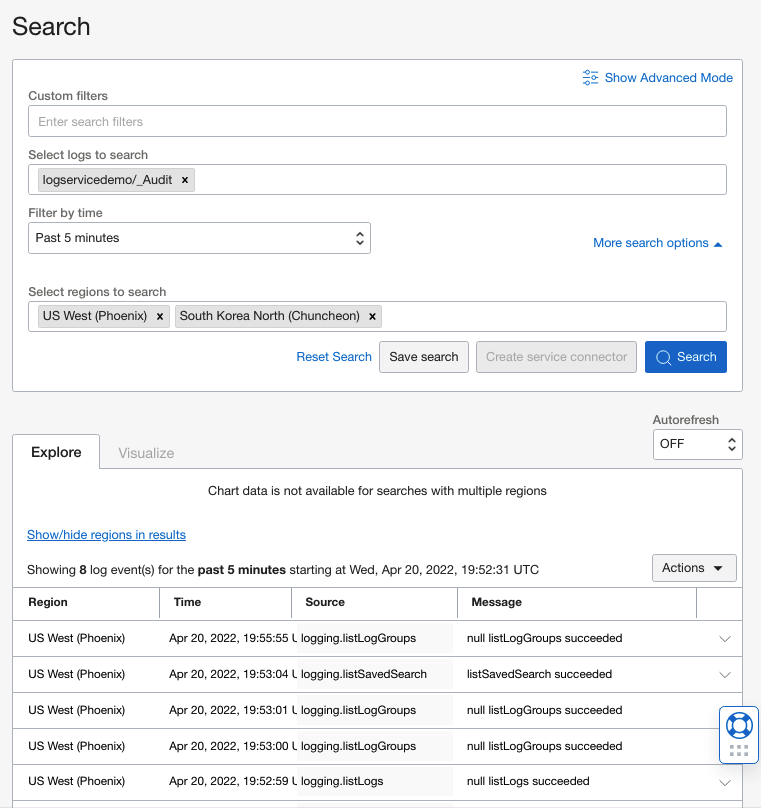 Search
Show Advanced Mode
Custom filters
Enter search filters
Select logs to search
logservicedemo/_Audit x
Filter by time
Past 5 minutes
More search options
Select regions to search
US West (Phoenix) x South Korea North (Chuncheon) x
Reset Search Save search Create service connector Search
Autorefresh
OFF
Explore Visualize
Chart data is not available for searches with multiple regions
Show/hide regions in results
Showing 8 log event(s) for the past 5 minutes starting at Wed, Apr 20, 2022, 19:52:31 UTC
Actions
Region Time Source Message
US West (Phoenix) Apr 20, 2022, 19:55:55 U logging.listLogGroups null listLogGroups succeeded
US West (Phoenix) Apr 20, 2022, 19:53:04 U logging.listSavedSearch listSavedSearch succeeded
US West (Phoenix) Apr 20, 2022, 19:53:01 U logging.listLogGroups null listLogGroups succeeded
US West (Phoenix) Apr 20, 2022, 19:53:00 U logging.listLogGroups null listLogGroups succeeded
US West (Phoenix) Apr 20, 2022, 19:52:59 U logging.listLogs null listLogs succeeded